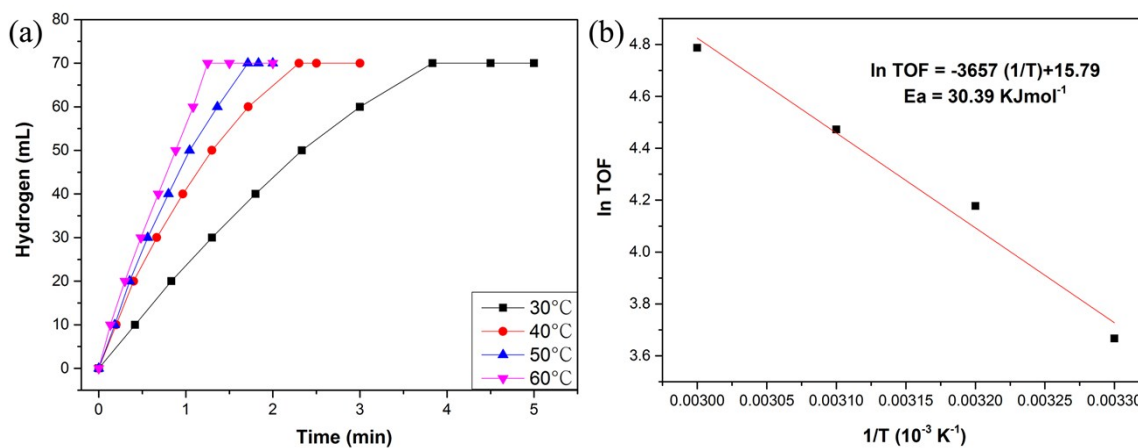 (a)
80
70
60
50
40
30
20
10
0
Hydrogen (mL)
0 1 2 3 4 5
Time (min)
30°C
40°C
50°C
60°C
(b)
4.8
4.6
4.4
4.2
4.0
3.8
3.6
ln TOF
ln TOF = -3657 (1/T)+15.79
Ea = 30.39 KJmol⁻¹
0.00300 0.00305 0.00310 0.00315 0.00320 0.00325 0.00330
1/T (10⁻³ K⁻¹)